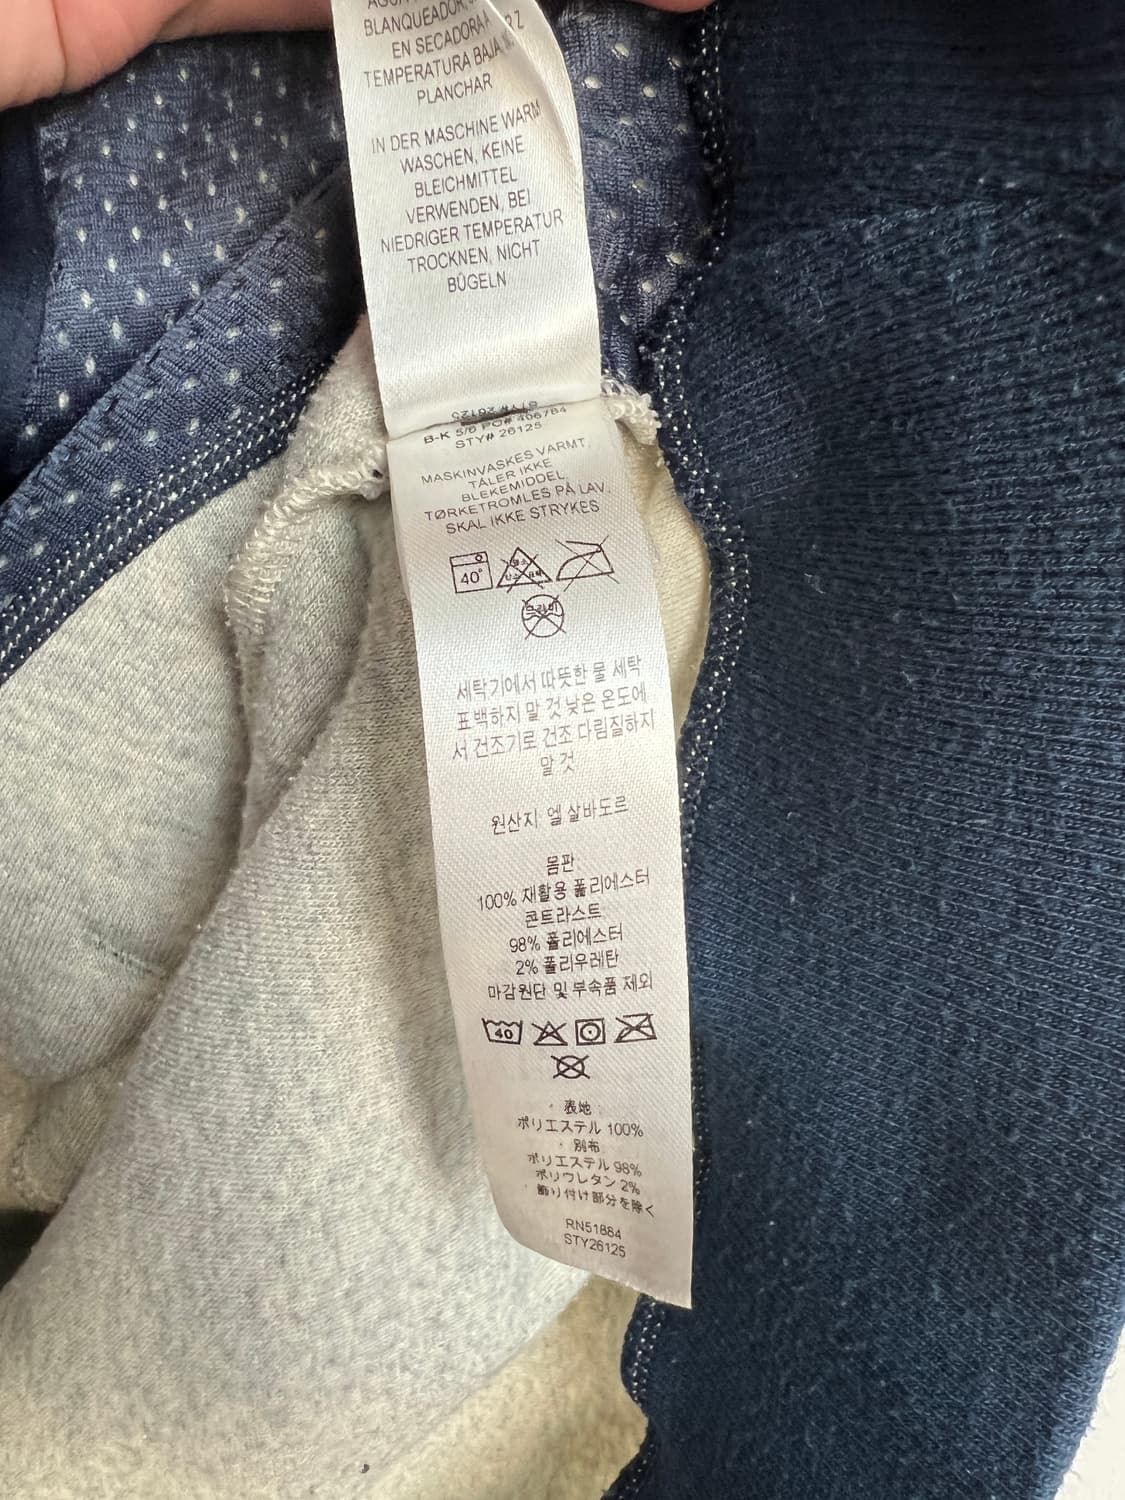 BLANQUEADOR,
EN SECADORA A
TEMPERATURA BAJA,
PLANCHAR
IN DER MASCHINE WARM
WASCHEN, KEINE
BLEICHMITTEL
VERWENDEN, BEI
NIEDRIGER TEMPERATUR
TROCKNEN, NICHT
BÜGELN
STY# 26125
B-K 5/6 PO# 406784
STY# 26125
MASKINVASKES VARMT,
TÅLER IKKE
BLEKEMIDDEL,
TØRKETROMLES PÅ LAV,
SKAL IKKE STRYKES
40°
드라이
세탁기에서 따뜻한 물 세탁
표백하지 말 것 낮은 온도에
서 건조기로 건조 다림질하지
말 것
원산지 엘 살바도르
몸판
100% 재활용 폴리에스터
콘트라스트
98% 폴리에스터
2% 폴리우레탄
마감원단 및 부속품 제외
40
・表地
ポリエステル 100%
・別布
ポリエステル 98%
ポリウレタン 2%
飾り付け部分を除く
RN51884
STY26125